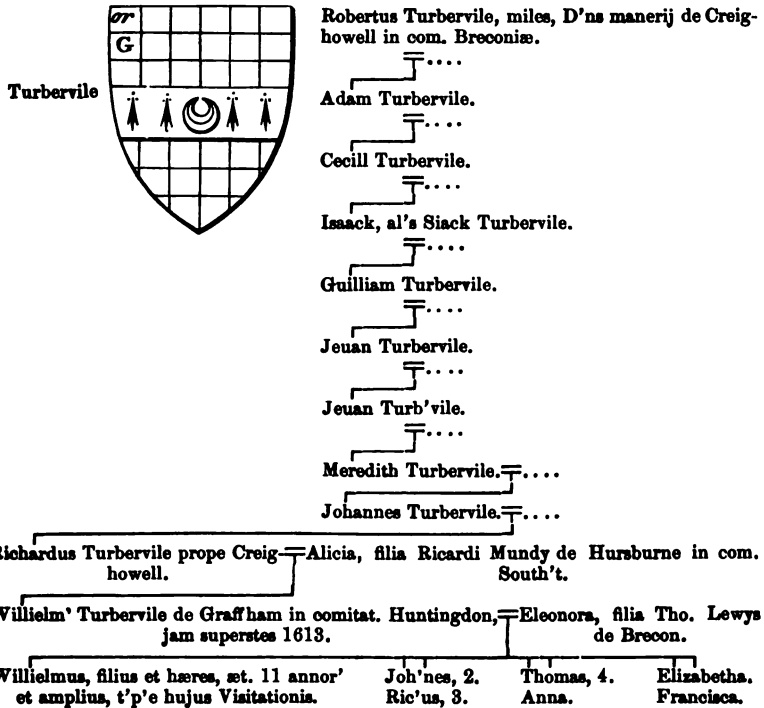 or
G
Turbervile
Robertus Turbervile, miles, D'ns manerij de Creig-
howell in com. Breconiæ.
Adam Turbervile.
Cecill Turbervile.
Isaack, al's Siack Turbervile.
Guilliam Turbervile.
Jeuan Turbervile.
Jeuan Turb'vile.
Meredith Turbervile.=....
Johannes Turbervile.=....
Richardus Turbervile prope Creig-=Alicia, filia Ricardi Mundy de Hursburne in com.
howell. South't.
Willielm' Turbervile de Graffham in comitat. Huntingdon,=Eleonora, filia Tho. Lewys
jam superstes 1613. de Brecon.
Willielmus, filius et hæres, æt. 11 annor' Joh'nes, 2. Thomas, 4. Elizabetha.
et amplius, t'p'e hujus Visitationis. Ric'us, 3. Anna. Francisca.